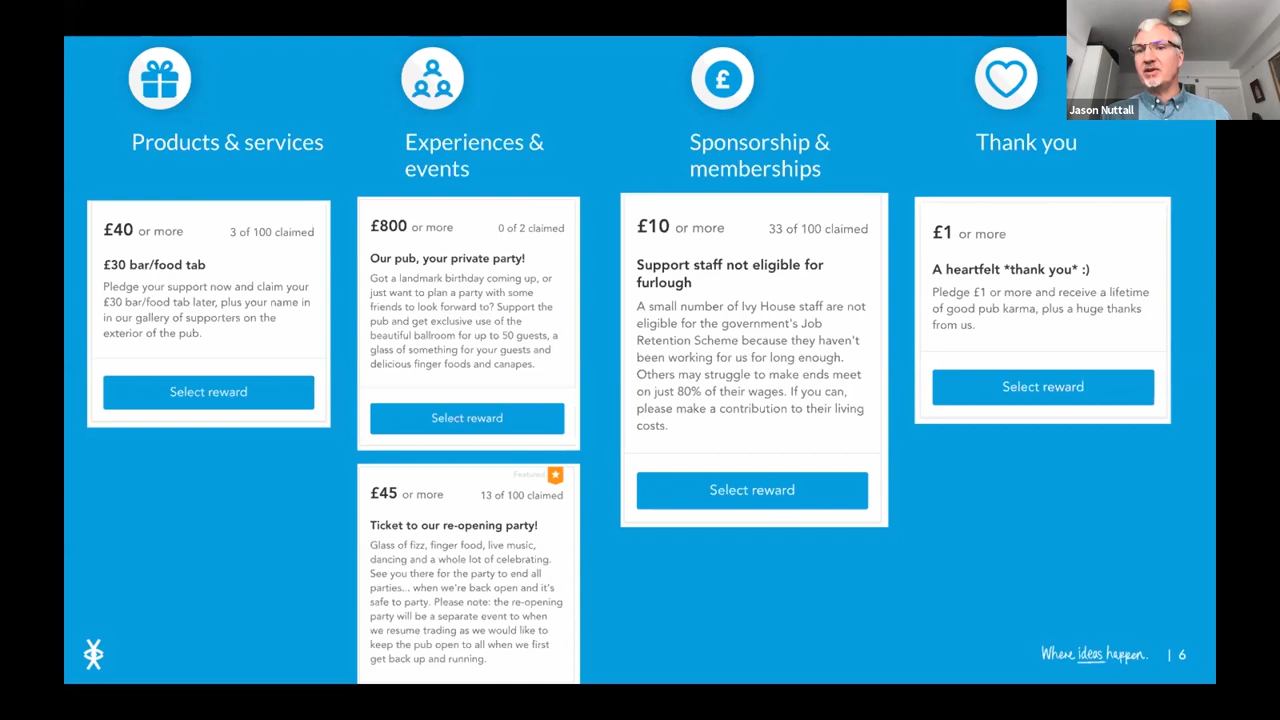 Jason Nuttall
Products & services
£40 or more
3 of 100 claimed
£30 bar/food tab
Pledge your support now and claim your
£30 bar/food tab later, plus your name in
in our gallery of supporters on the
exterior of the pub.
Select reward
Experiences &
events
£800 or more
0 of 2 claimed
Our pub, your private party!
Got a landmark birthday coming up, or
just want to plan a party with some
friends to look forward to? Support the
pub and get exclusive use of the
beautiful ballroom for up to 50 guests, a
glass of something for your guests and
delicious finger foods and canapes.
Select reward
Featured
£45 or more
13 of 100 claimed
Ticket to our re-opening party!
Glass of fizz, finger food, live music,
dancing and a whole lot of celebrating.
See you there for the party to end all
parties... when we're back open and it's
safe to party. Please note: the re-opening
party will be a separate event to when
we resume trading as we would like to
keep the pub open to all when we first
get back up and running.
Sponsorship &
memberships
£10 or more
33 of 100 claimed
Support staff not eligible for
furlough
A small number of Ivy House staff are not
eligible for the government's Job
Retention Scheme because they haven't
been working for us for long enough.
Others may struggle to make ends meet
on just 80% of their wages. If you can,
please make a contribution to their living
costs.
Select reward
Thank you
£1 or more
A heartfelt *thank you* :)
Pledge £1 or more and receive a lifetime
of good pub karma, plus a huge thanks
from us.
Select reward
Where ideas happen.
| 6